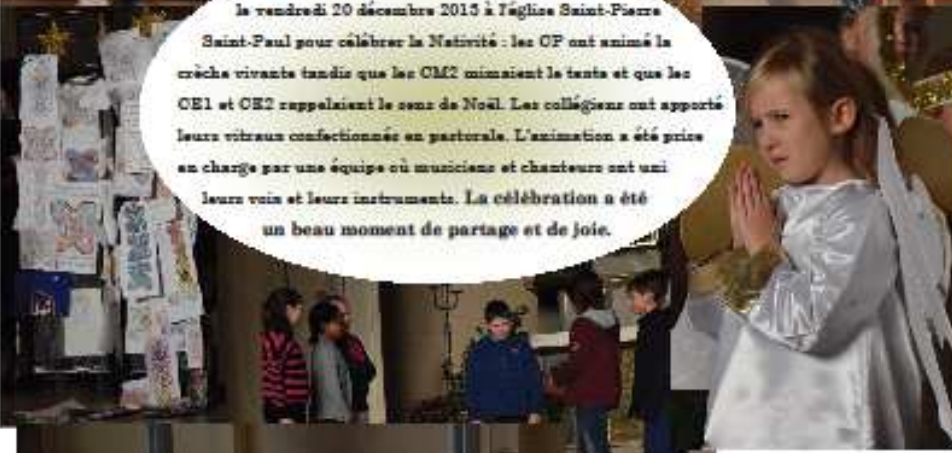 le vendredi 20 décembre 2013 à l'église Saint-Pierre
Saint-Paul pour célébrer la Nativité : les CP ont animé la
crèche vivante tandis que les CM2 mimaient le texte et que les
CE1 et CE2 rappelaient le sens de Noël. Les collégiens ont apporté
leurs vitraux confectionnés en pastorale. L'animation a été prise
en charge par une équipe où musiciens et chanteurs ont uni
leurs voix et leurs instruments. La célébration a été
un beau moment de partage et de joie.